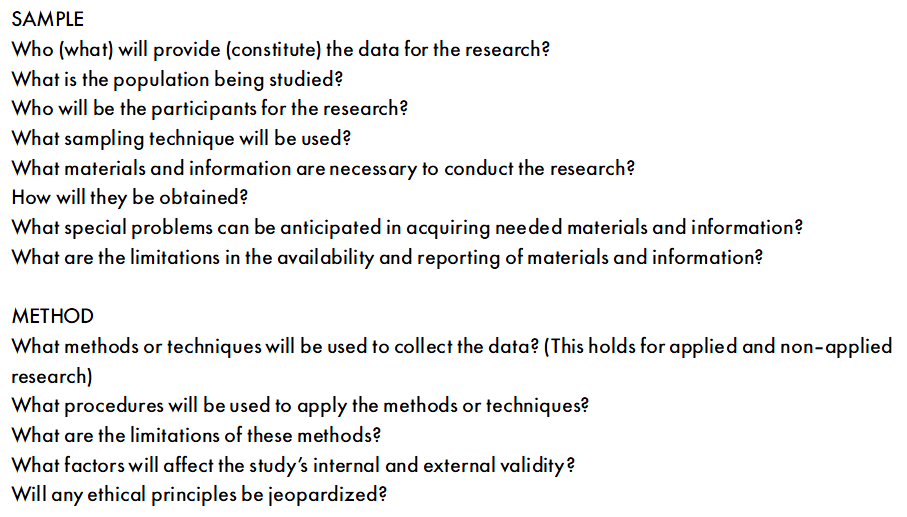 SAMPLE
Who (what) will provide (constitute) the data for the research?
What is the population being studied?
Who will be the participants for the research?
What sampling technique will be used?
What materials and information are necessary to conduct the research?
How will they be obtained?
What special problems can be anticipated in acquiring needed materials and information?
What are the limitations in the availability and reporting of materials and information?
METHOD
What methods or techniques will be used to collect the data? (This holds for applied and non-applied
research)
What procedures will be used to apply the methods or techniques?
What are the limitations of these methods?
What factors will affect the study's internal and external validity?
Will any ethical principles be jeopardized?